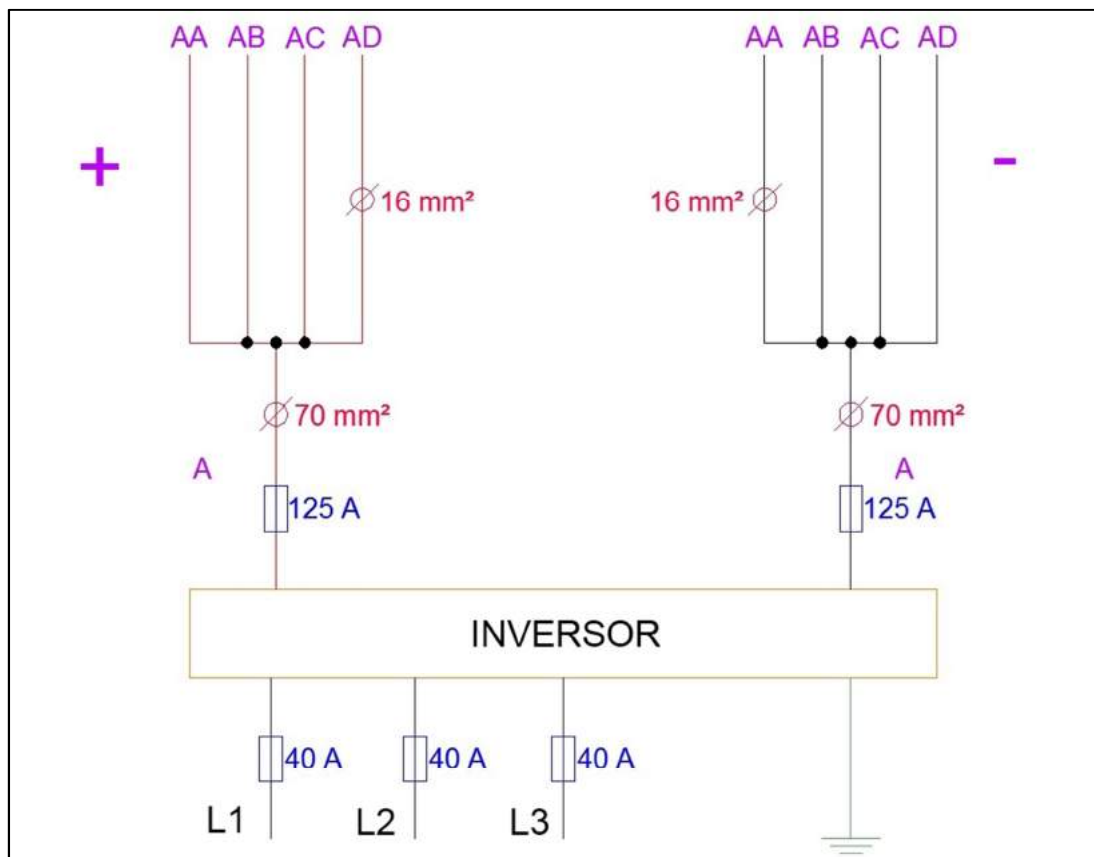 AA AB AC AD AA AB AC AD
+ -
16 mm² 16 mm²
70 mm² 70 mm²
A A
125 A 125 A
INVERSOR
40 A 40 A 40 A
L1 L2 L3